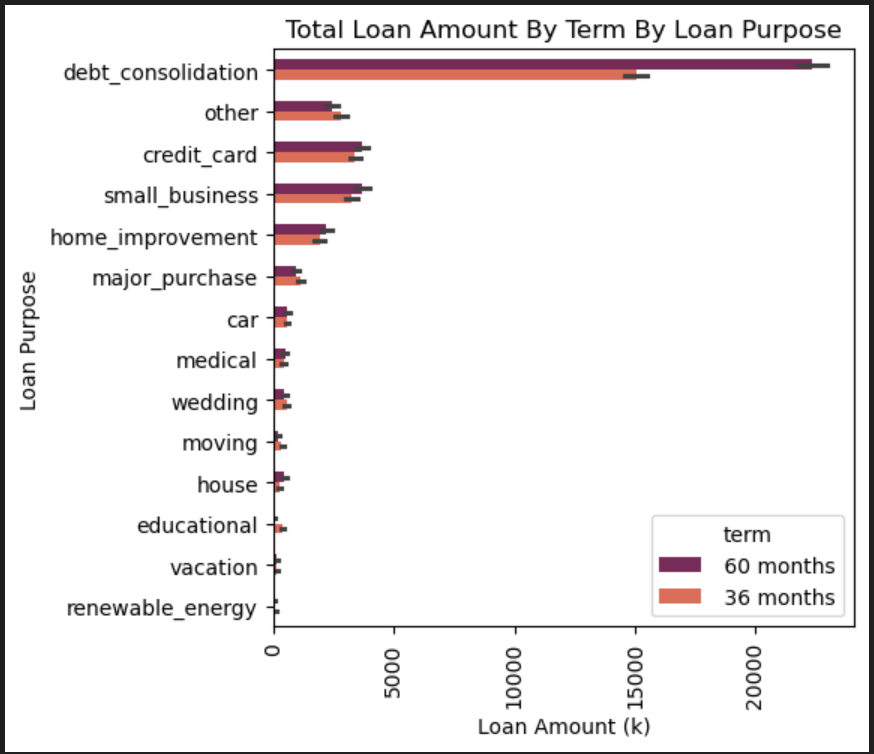 Total Loan Amount By Term By Loan Purpose
debt_consolidation
other
credit_card
small_business
home_improvement
major_purchase
car
medical
wedding
moving
house
educational
vacation
renewable_energy
Loan Purpose
term
60 months
36 months
0
5000
10000
15000
20000
Loan Amount (k)